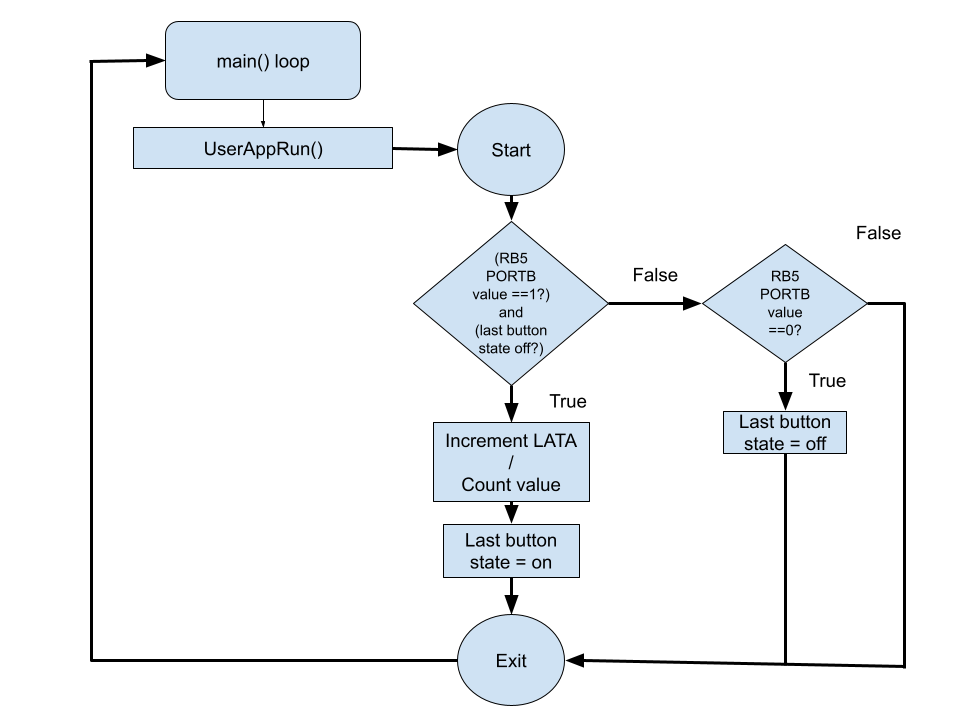 main() loop
UserAppRun()
Start
(RB5
PORTB
value ==1?)
and
(last button
state off?)
False
RB5
PORTB
value
==0?
False
True
True
Increment LATA
/
Count value
Last button
state = off
Last button
state = on
Exit